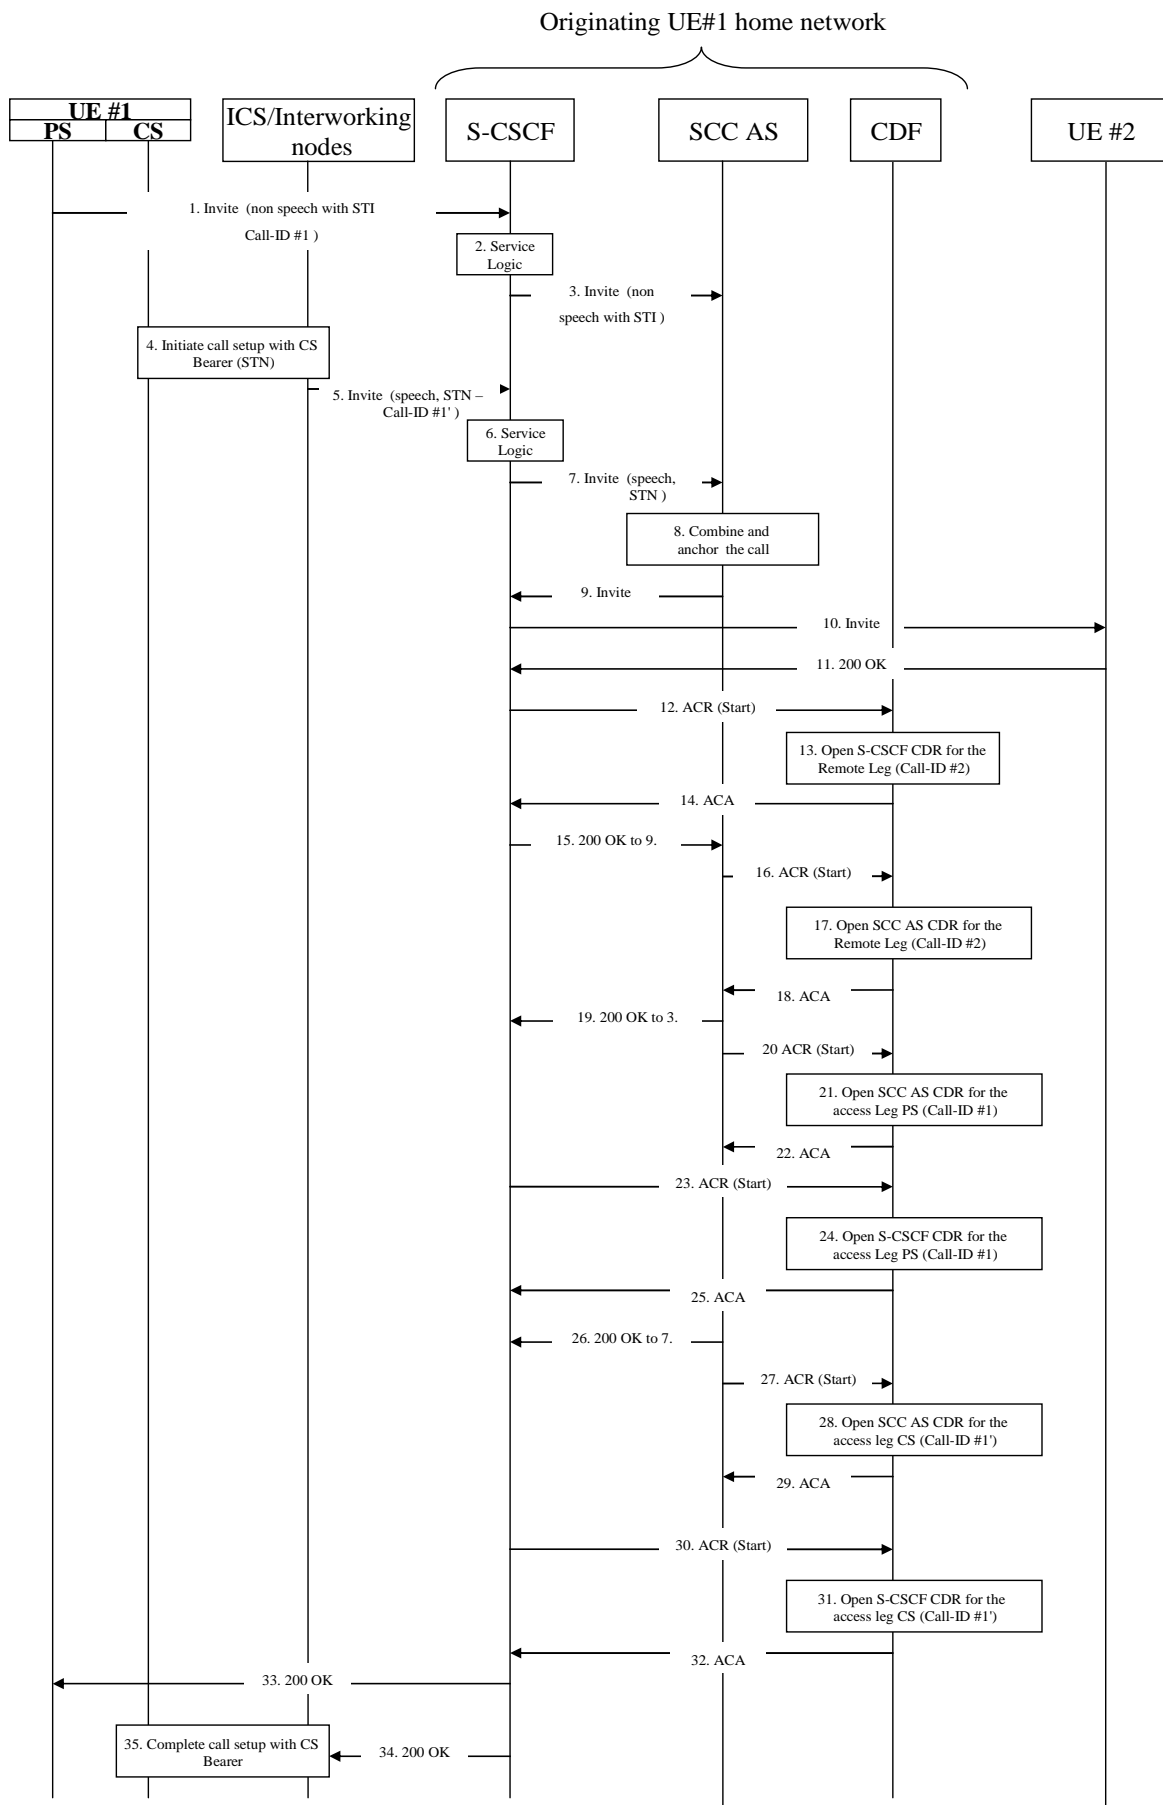 Originating UE#1 home network
UE #1
PS
CS
ICS/Interworking
nodes
S-CSCF
SCC AS
CDF
UE #2
1. Invite (non speech with STI
Call-ID #1 )
2. Service
Logic
3. Invite (non
speech with STI )
4. Initiate call setup with CS
Bearer (STN)
5. Invite (speech, STN –
Call-ID #1' )
6. Service
Logic
7. Invite (speech,
STN )
8. Combine and
anchor the call
9. Invite
10. Invite
11. 200 OK
12. ACR (Start)
13. Open S-CSCF CDR for the
Remote Leg (Call-ID #2)
14. ACA
15. 200 OK to 9.
16. ACR (Start)
17. Open SCC AS CDR for the
Remote Leg (Call-ID #2)
18. ACA
19. 200 OK to 3.
20 ACR (Start)
21. Open SCC AS CDR for the
access Leg PS (Call-ID #1)
22. ACA
23. ACR (Start)
24. Open S-CSCF CDR for the
access Leg PS (Call-ID #1)
25. ACA
26. 200 OK to 7.
27. ACR (Start)
28. Open SCC AS CDR for the
access leg CS (Call-ID #1')
29. ACA
30. ACR (Start)
31. Open S-CSCF CDR for the
access leg CS (Call-ID #1')
32. ACA
33. 200 OK
34. 200 OK
35. Complete call setup with CS
Bearer